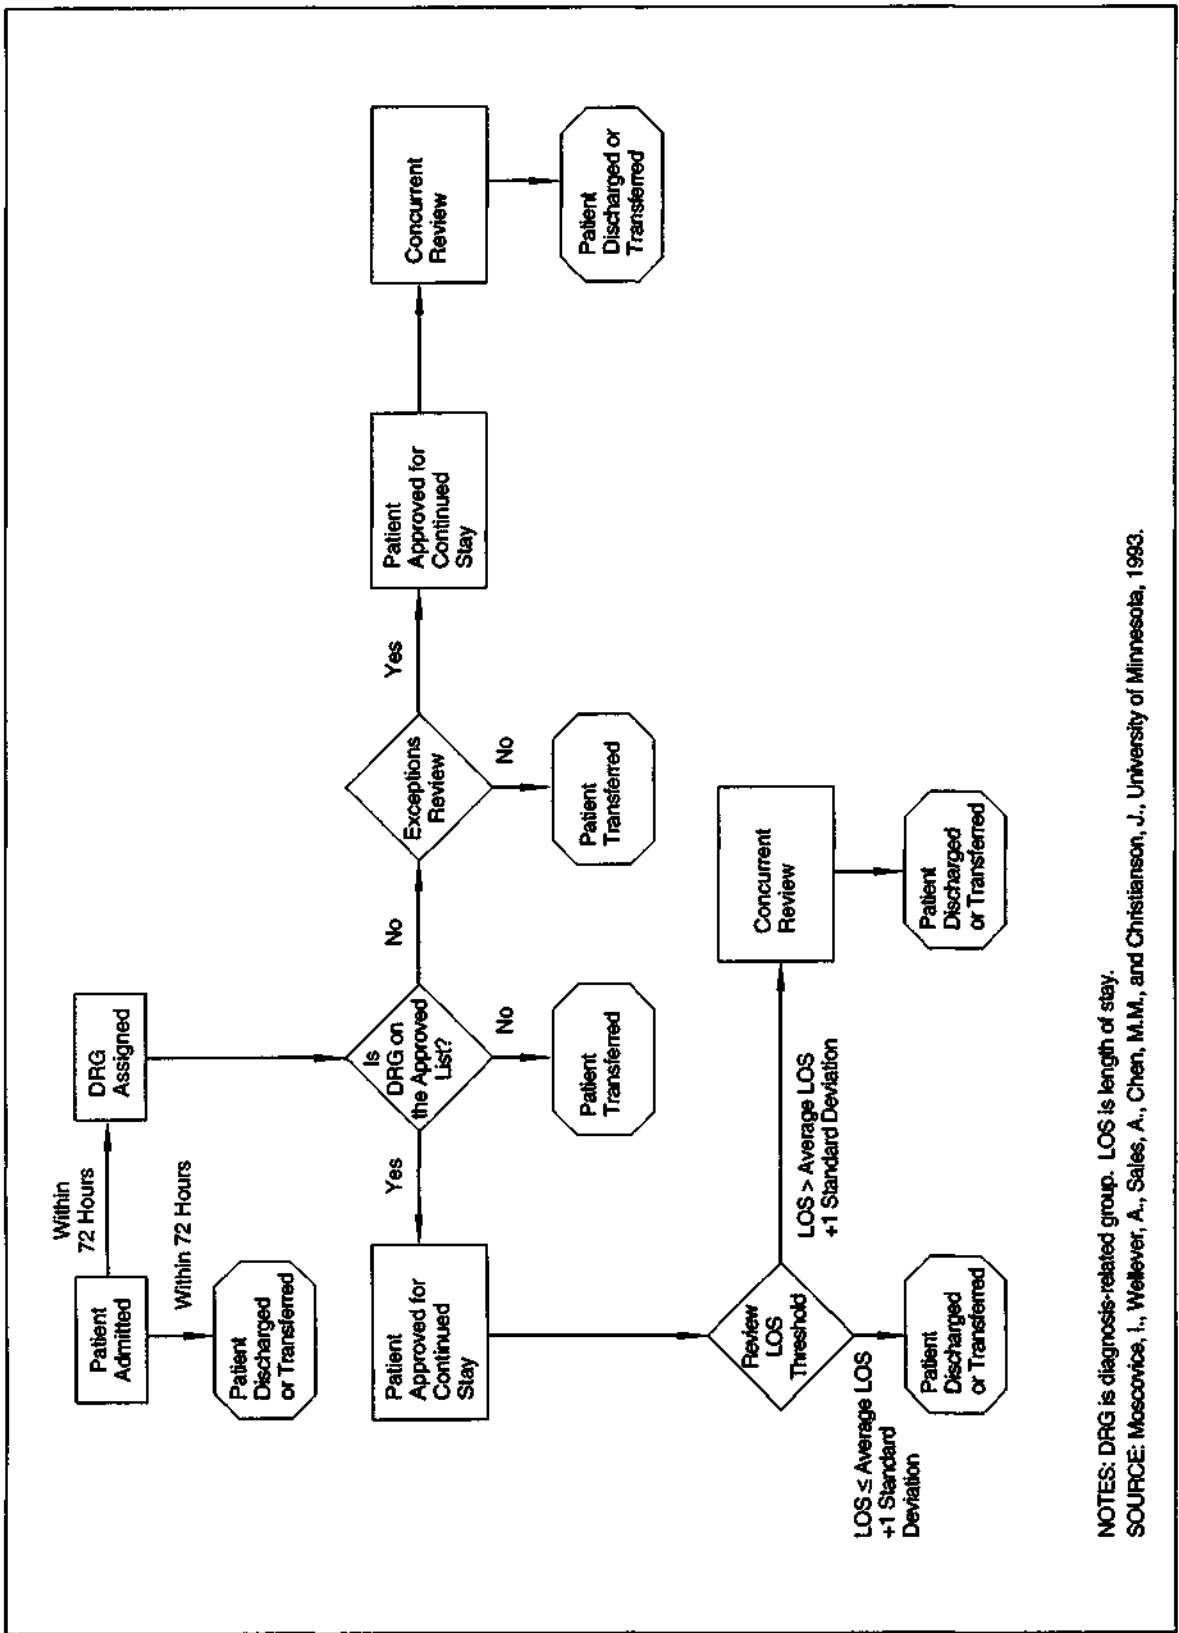 Within
72 Hours
Patient
Admitted
DRG
Assigned
Within 72 Hours
Patient
Discharged
or Transferred
Is
DRG on
the Approved
List?
Yes
No
No
Patient
Transferred
Exceptions
Review
Yes
No
Patient
Transferred
Patient
Approved for
Continued
Stay
Concurrent
Review
Patient
Discharged or
Transferred
Patient
Approved for
Continued
Stay
Review
LOS
Threshold
LOS > Average LOS
+1 Standard Deviation
Concurrent
Review
Patient
Discharged
or Transferred
LOS ≤ Average LOS
+1 Standard
Deviation
Patient
Discharged
or Transferred
NOTES: DRG is diagnosis-related group. LOS is length of stay.
SOURCE: Moscovice, I., Wellever, A., Sales, A., Chen, M.M., and Christianson, J., University of Minnesota, 1993.